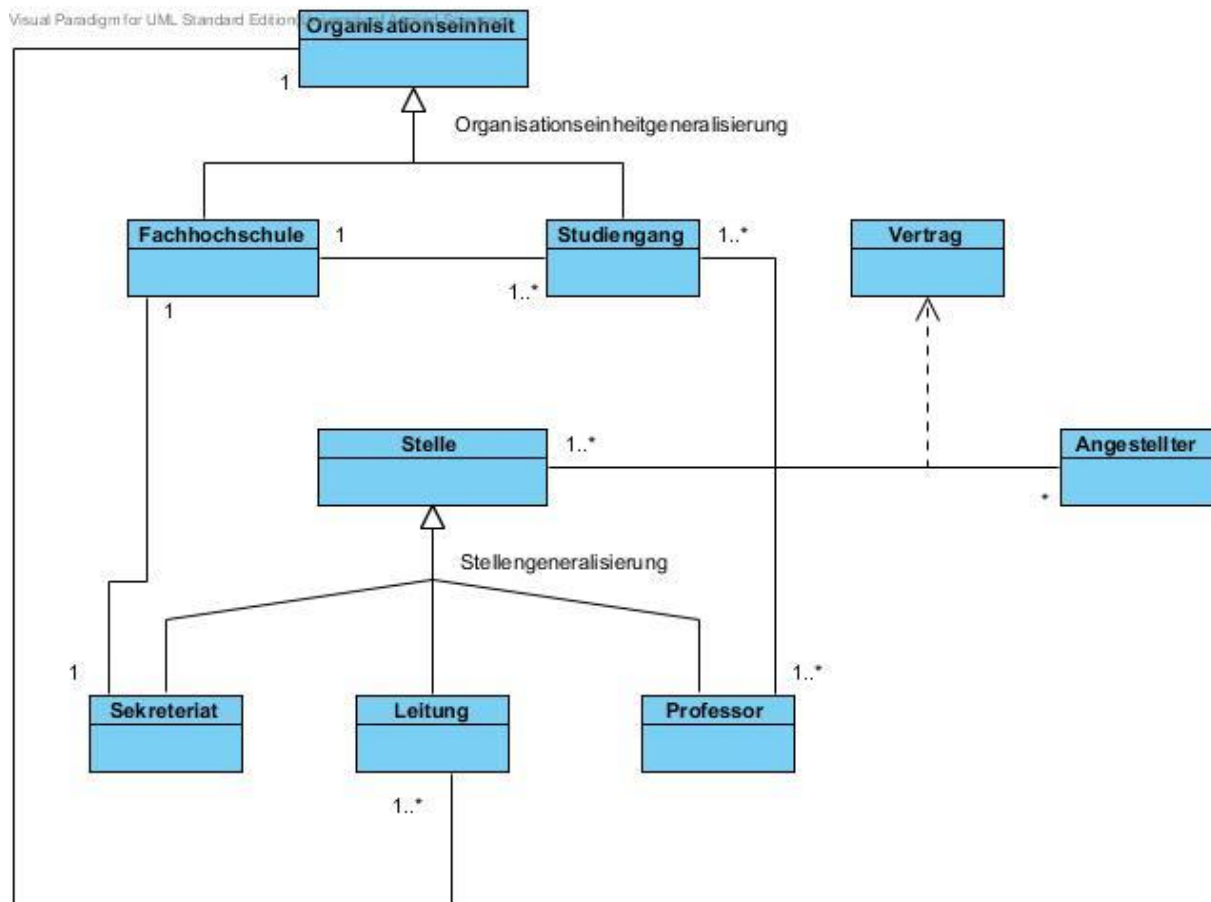 Visual Paradigm for UML Standard Edition
Organisationseinheit
1
Organisationseinheitgeneralisierung
Fachhochschule
1
Studiengang
1..*
Vertrag
1..*
1
Stelle
1..*
Angestellter
*
Stellengeneralisierung
1
1..*
Sekreteriat
Leitung
Professor
1..*